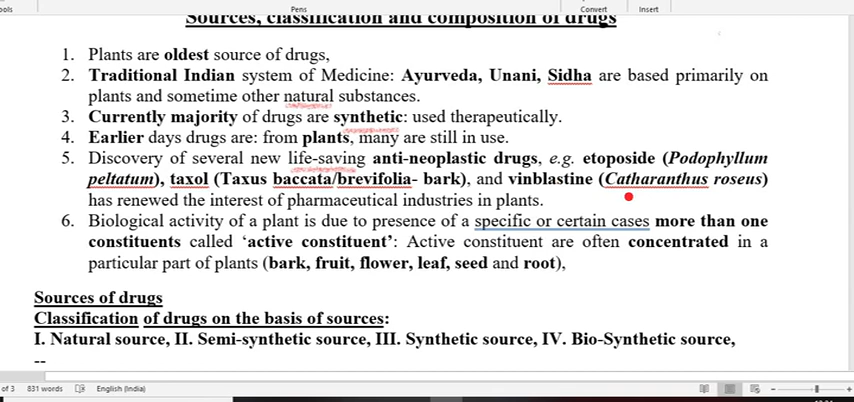 ools
Pens
Convert
Insert
Sources, classification and composition of drugs
1. Plants are oldest source of drugs,
2. Traditional Indian system of Medicine: Ayurveda, Unani, Sidha are based primarily on
plants and sometime other natural substances.
3. Currently majority of drugs are synthetic: used therapeutically.
4. Earlier days drugs are: from plants, many are still in use.
5. Discovery of several new life-saving anti-neoplastic drugs, e.g. etoposide (Podophyllum
peltatum), taxol (Taxus baccata/brevifolia- bark), and vinblastine (Catharanthus roseus)
has renewed the interest of pharmaceutical industries in plants.
6. Biological activity of a plant is due to presence of a specific or certain cases more than one
constituents called ‘active constituent’: Active constituent are often concentrated in a
particular part of plants (bark, fruit, flower, leaf, seed and root),
Sources of drugs
Classification of drugs on the basis of sources:
I. Natural source, II. Semi-synthetic source, III. Synthetic source, IV. Bio-Synthetic source,
--
of 3 831 words English (India)